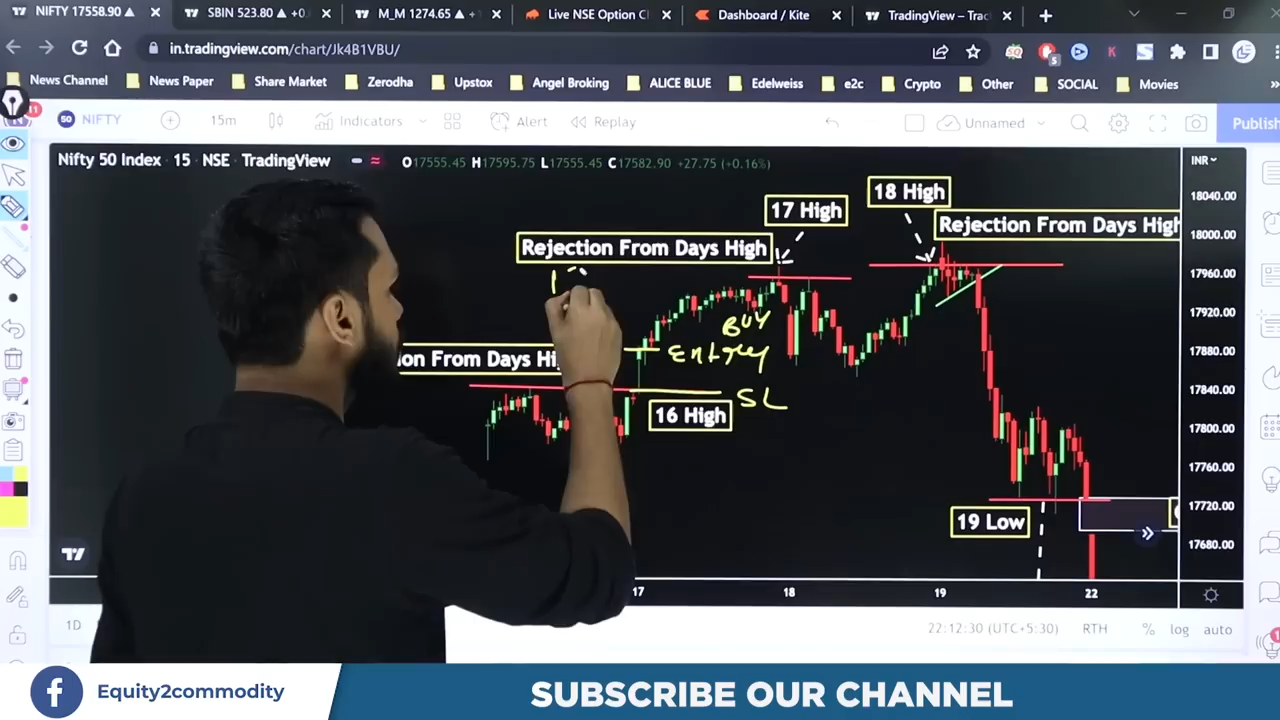 NIFTY 17558.90 ▲
SBIN 523.80 ▲ +0.
M_M 1274.65 ▲ +1
Live NSE Option C
Dashboard / Kite
TradingView – Trac
in.tradingview.com/chart/Jk4B1VBU/
News Channel
News Paper
Share Market
Zerodha
Upstox
Angel Broking
ALICE BLUE
Edelweiss
e2c
Crypto
Other
SOCIAL
Movies
50 NIFTY
15m
Indicators
Alert
Replay
Unnamed
Publish
Nifty 50 Index · 15 · NSE · TradingView
O17555.45 H17595.75 L17555.45 C17582.90 +27.75 (+0.16%)
INR
18 High
18040.00
17 High
Rejection From Days High
18000.00
Rejection From Days High
17960.00
17920.00
BUY
Entry
17880.00
on From Days Hi
17840.00
SL
16 High
17800.00
17760.00
17720.00
19 Low
17680.00
17
18
19
22
1D
22:12:30 (UTC+5:30)
RTH
%
log
auto
Equity2commodity
SUBSCRIBE OUR CHANNEL